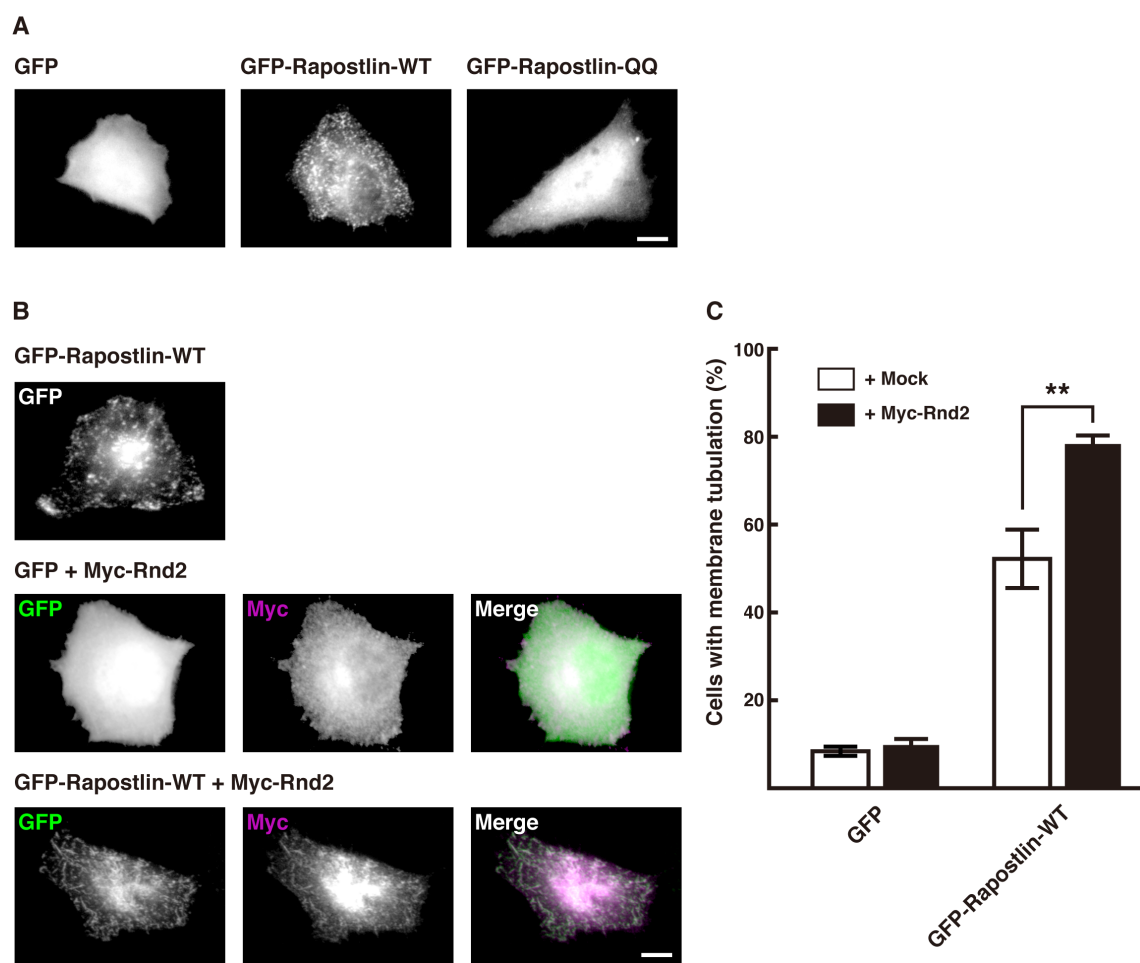 A
GFP
GFP-Rapostlin-WT
GFP-Rapostlin-QQ
B
GFP-Rapostlin-WT
GFP
GFP + Myc-Rnd2
GFP
Myc
Merge
GFP-Rapostlin-WT + Myc-Rnd2
GFP
Myc
Merge
C
Cells with membrane tubulation (%)
100
80
60
40
20
+ Mock
+ Myc-Rnd2
**
GFP
GFP-Rapostlin-WT